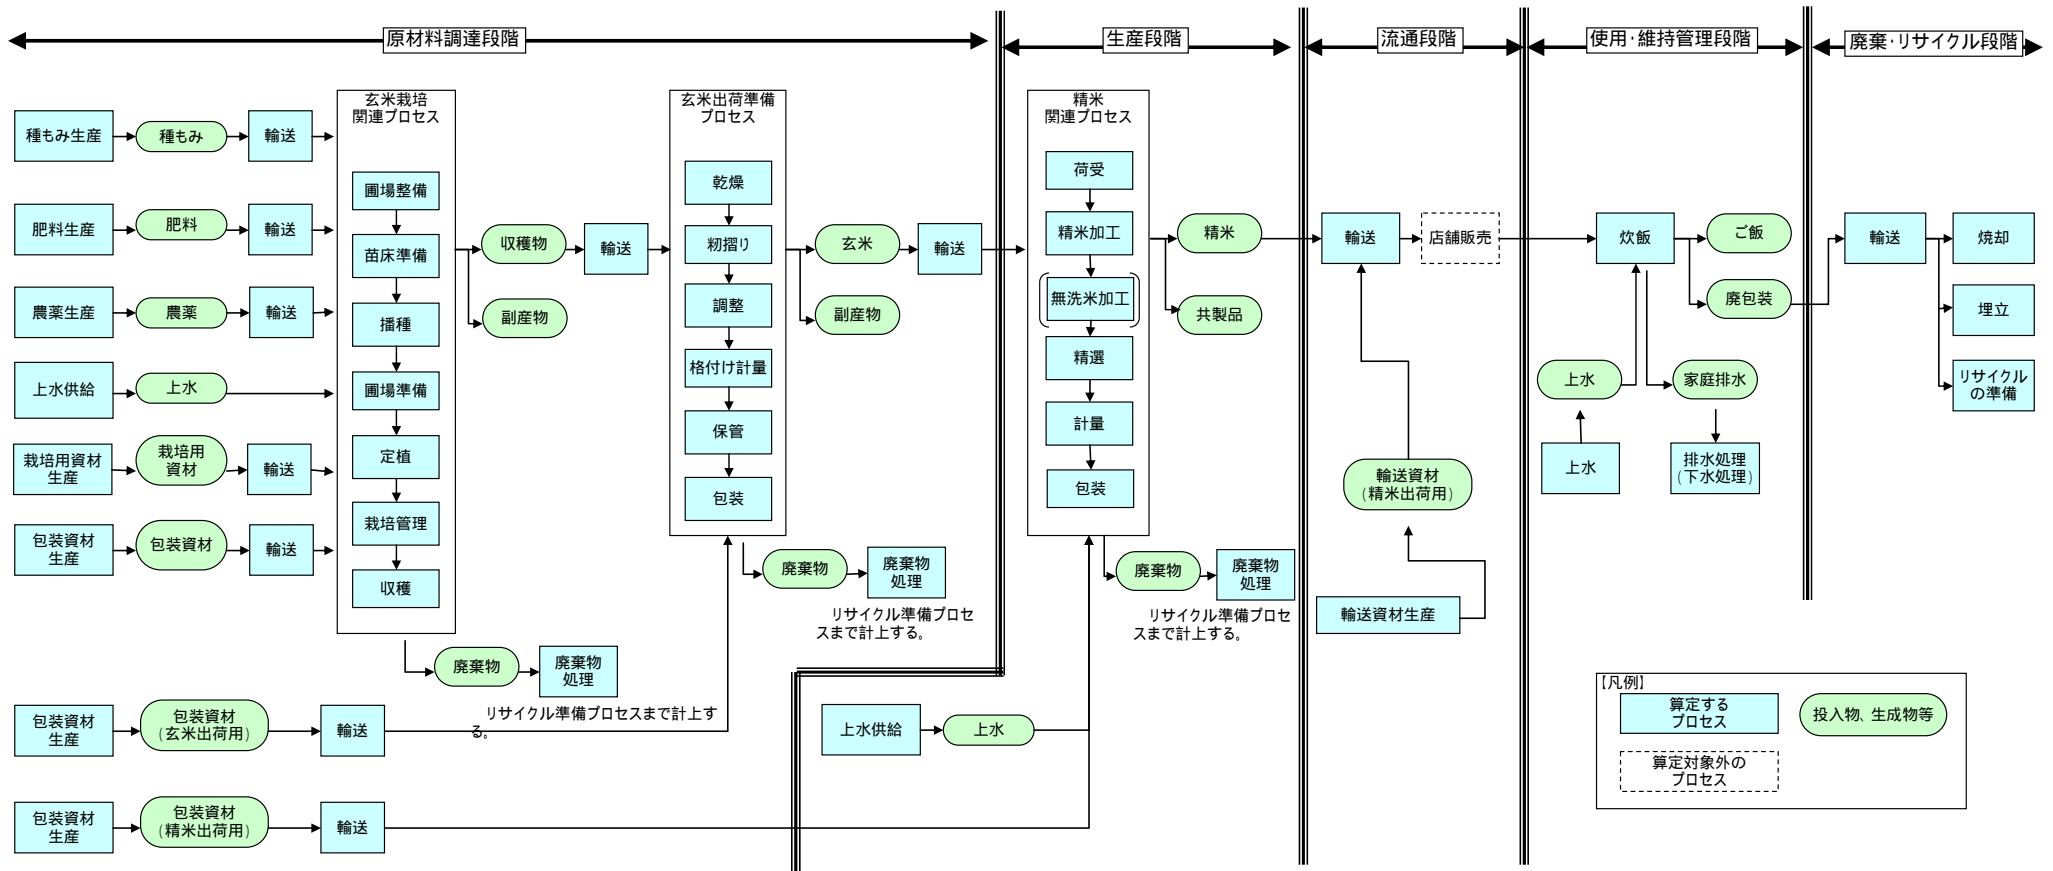 原材料調達段階
生産段階
流通段階
使用・維持管理段階
廃棄・リサイクル段階
種もみ生産
種もみ
輸送
肥料生産
肥料
輸送
農薬生産
農薬
輸送
上水供給
上水
栽培用資材
生産
栽培用
資材
輸送
包装資材
生産
包装資材
輸送
玄米栽培
関連プロセス
圃場整備
苗床準備
播種
圃場準備
定植
栽培管理
収穫
収穫物
副産物
輸送
廃棄物
廃棄物
処理
リサイクル準備プロセスまで計上す
る。
包装資材
生産
包装資材
(玄米出荷用)
輸送
包装資材
生産
包装資材
(精米出荷用)
輸送
玄米出荷準備
プロセス
乾燥
籾摺り
調整
格付け計量
保管
包装
玄米
副産物
輸送
廃棄物
廃棄物
処理
リサイクル準備プロセ
スまで計上する。
精米
関連プロセス
荷受
精米加工
無洗米加工
精選
計量
包装
精米
共製品
廃棄物
廃棄物
処理
リサイクル準備プロセ
スまで計上する。
上水供給
上水
輸送
店舗販売
輸送資材
(精米出荷用)
輸送資材生産
炊飯
ご飯
廃包装
上水
家庭排水
上水
排水処理
(下水処理)
輸送
焼却
埋立
リサイクル
の準備
【凡例】
算定する
プロセス
投入物、生成物等
算定対象外の
プロセス